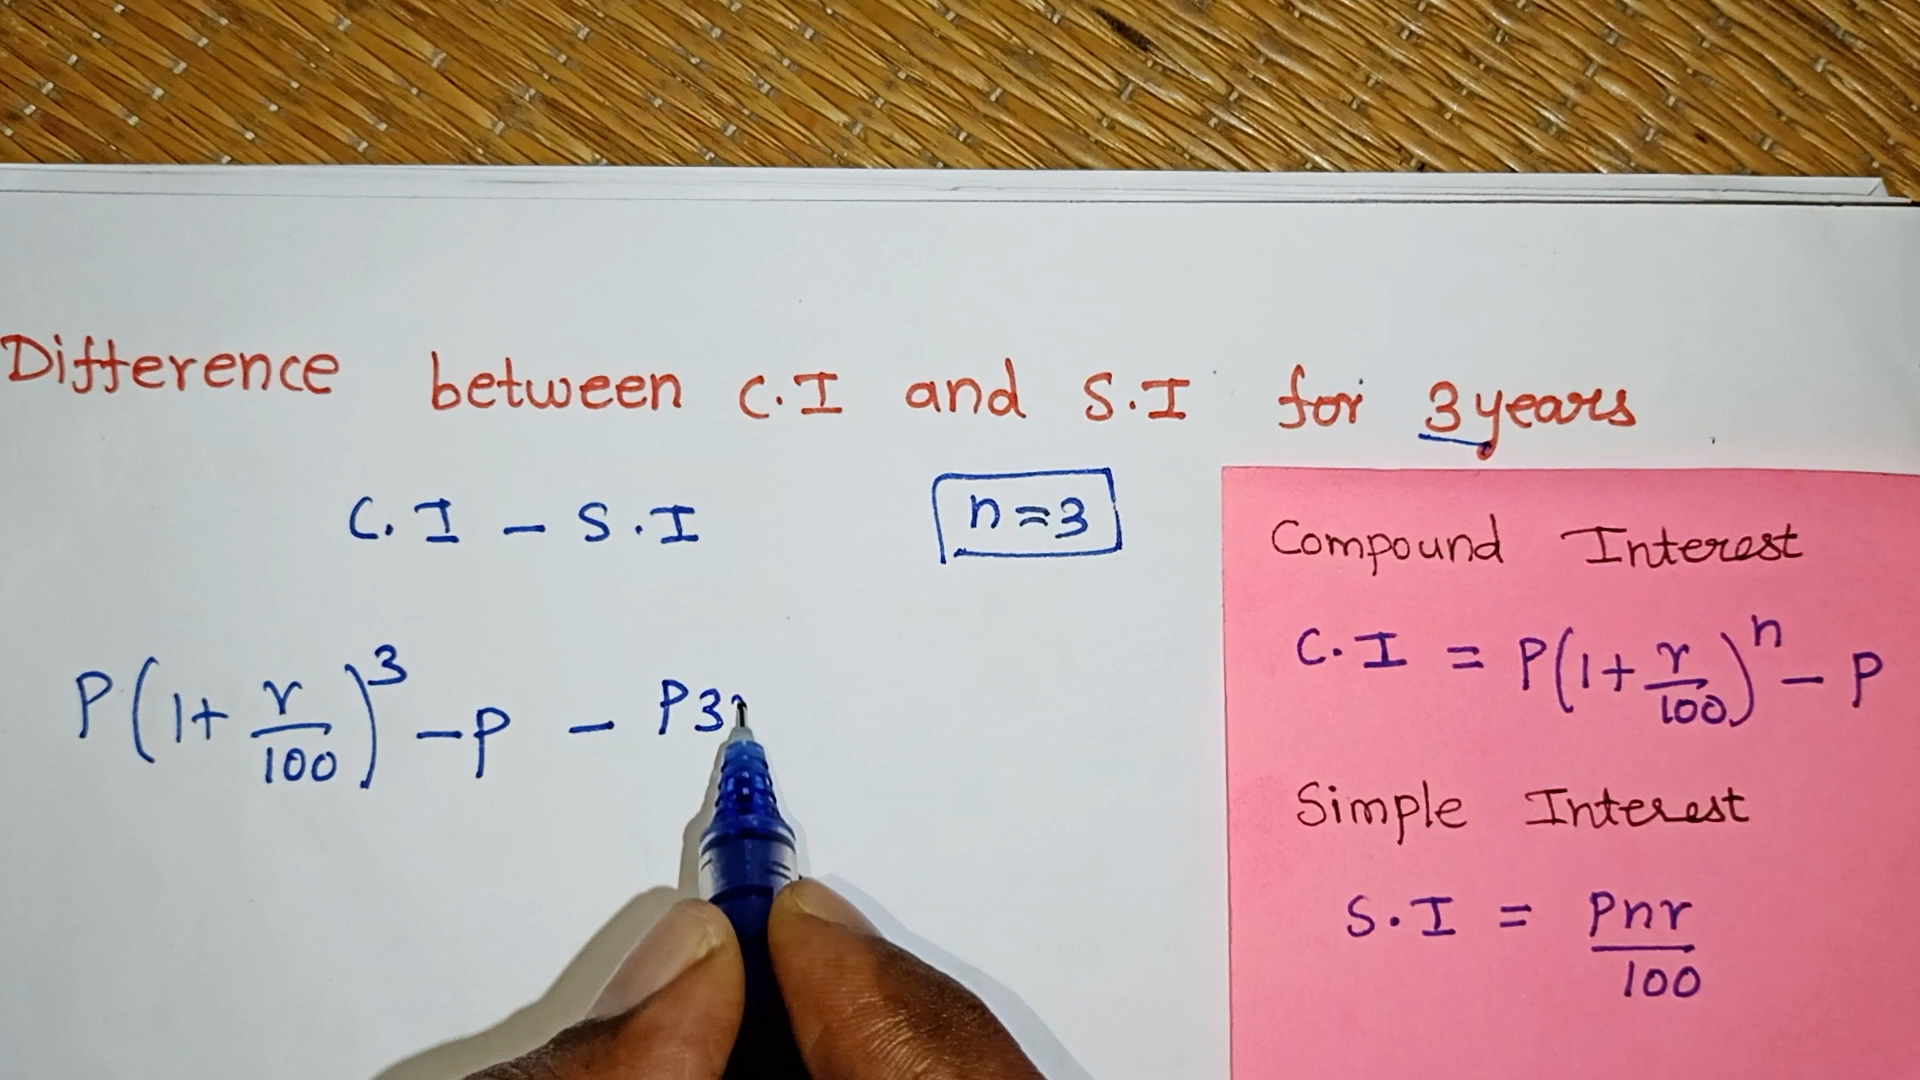 Difference between C.I and S.I for 3 years
C.I - S.I
n=3
P(1+r/100)^3 - P - P3
Compound Interest
C.I = P(1+r/100)^n - P
Simple Interest
S.I = Pnr/100